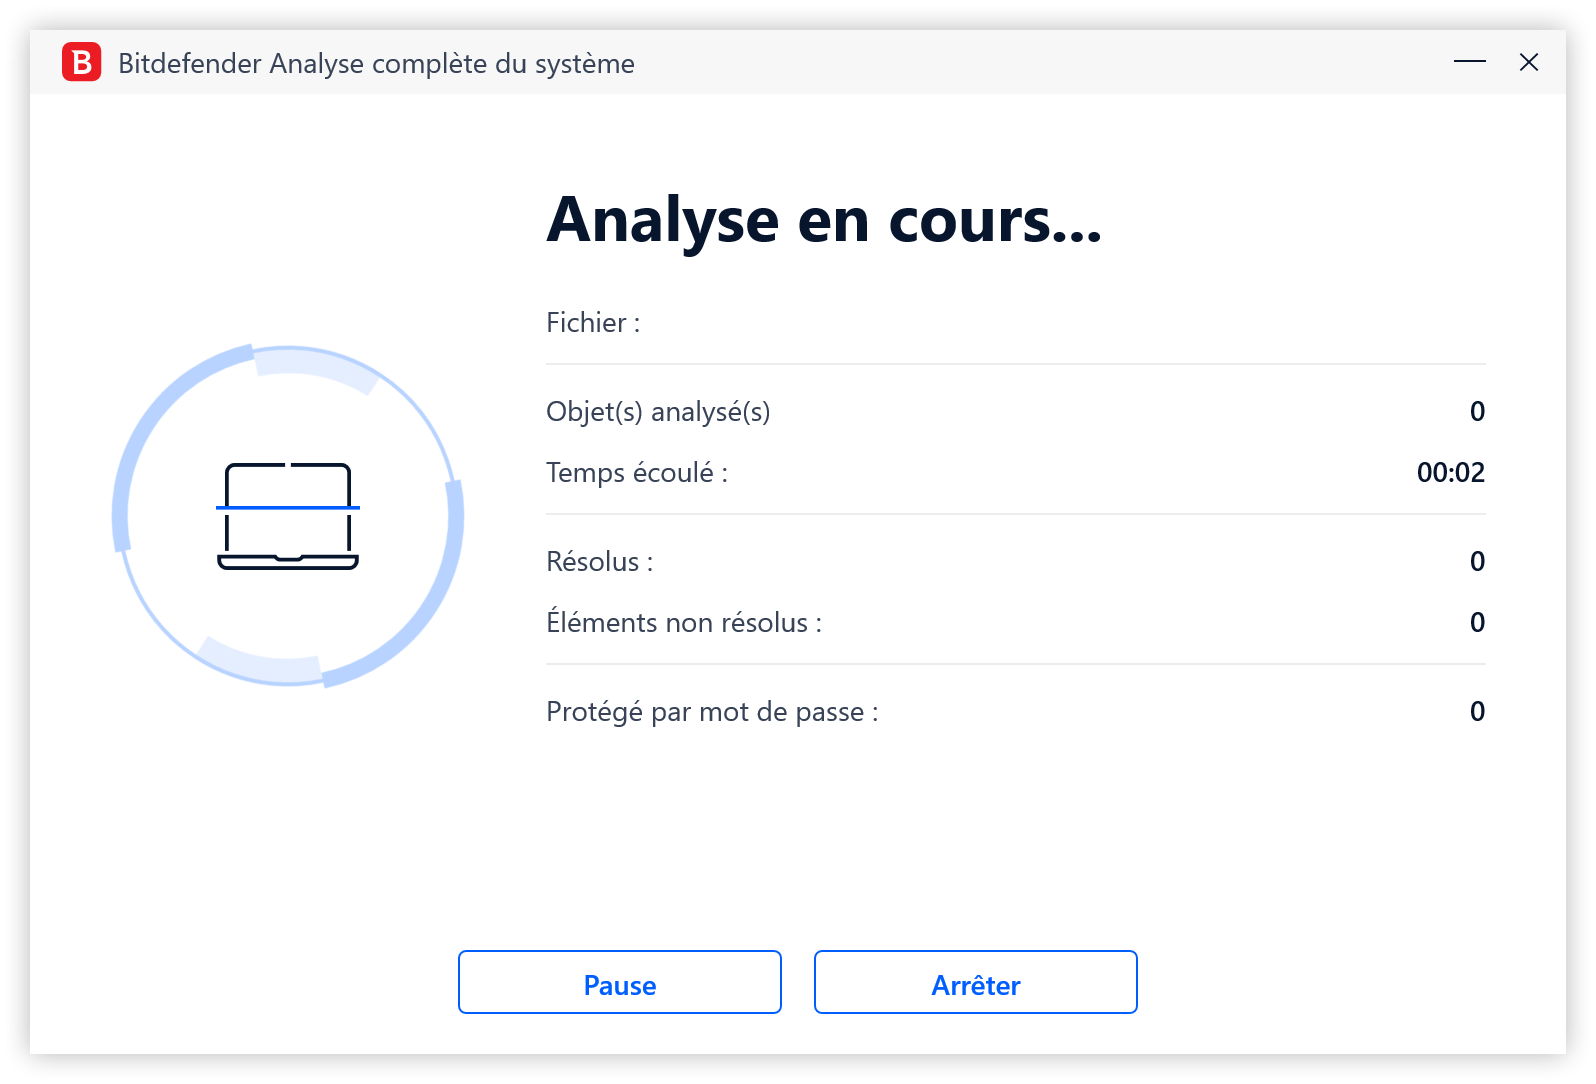 B Bitdefender Analyse complète du système
Analyse en cours...
Fichier :
Objet(s) analysé(s) 0
Temps écoulé : 00:02
Résolus : 0
Éléments non résolus : 0
Protégé par mot de passe : 0
Pause Arrêter